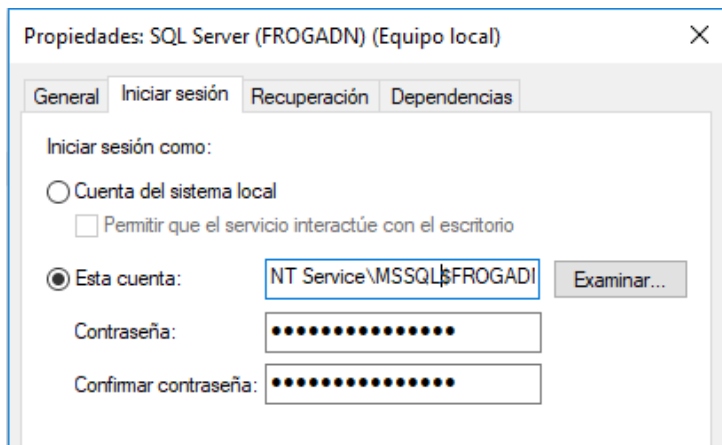 Propiedades: SQL Server (FROGADN) (Equipo local)
General Iniciar sesión Recuperación Dependencias
Iniciar sesión como:
Cuenta del sistema local
Permitir que el servicio interactúe con el escritorio
Esta cuenta: NT Service\MSSQL$FROGADI Examinar...
Contraseña: ●●●●●●●●●●●●●●●
Confirmar contraseña: ●●●●●●●●●●●●●●●